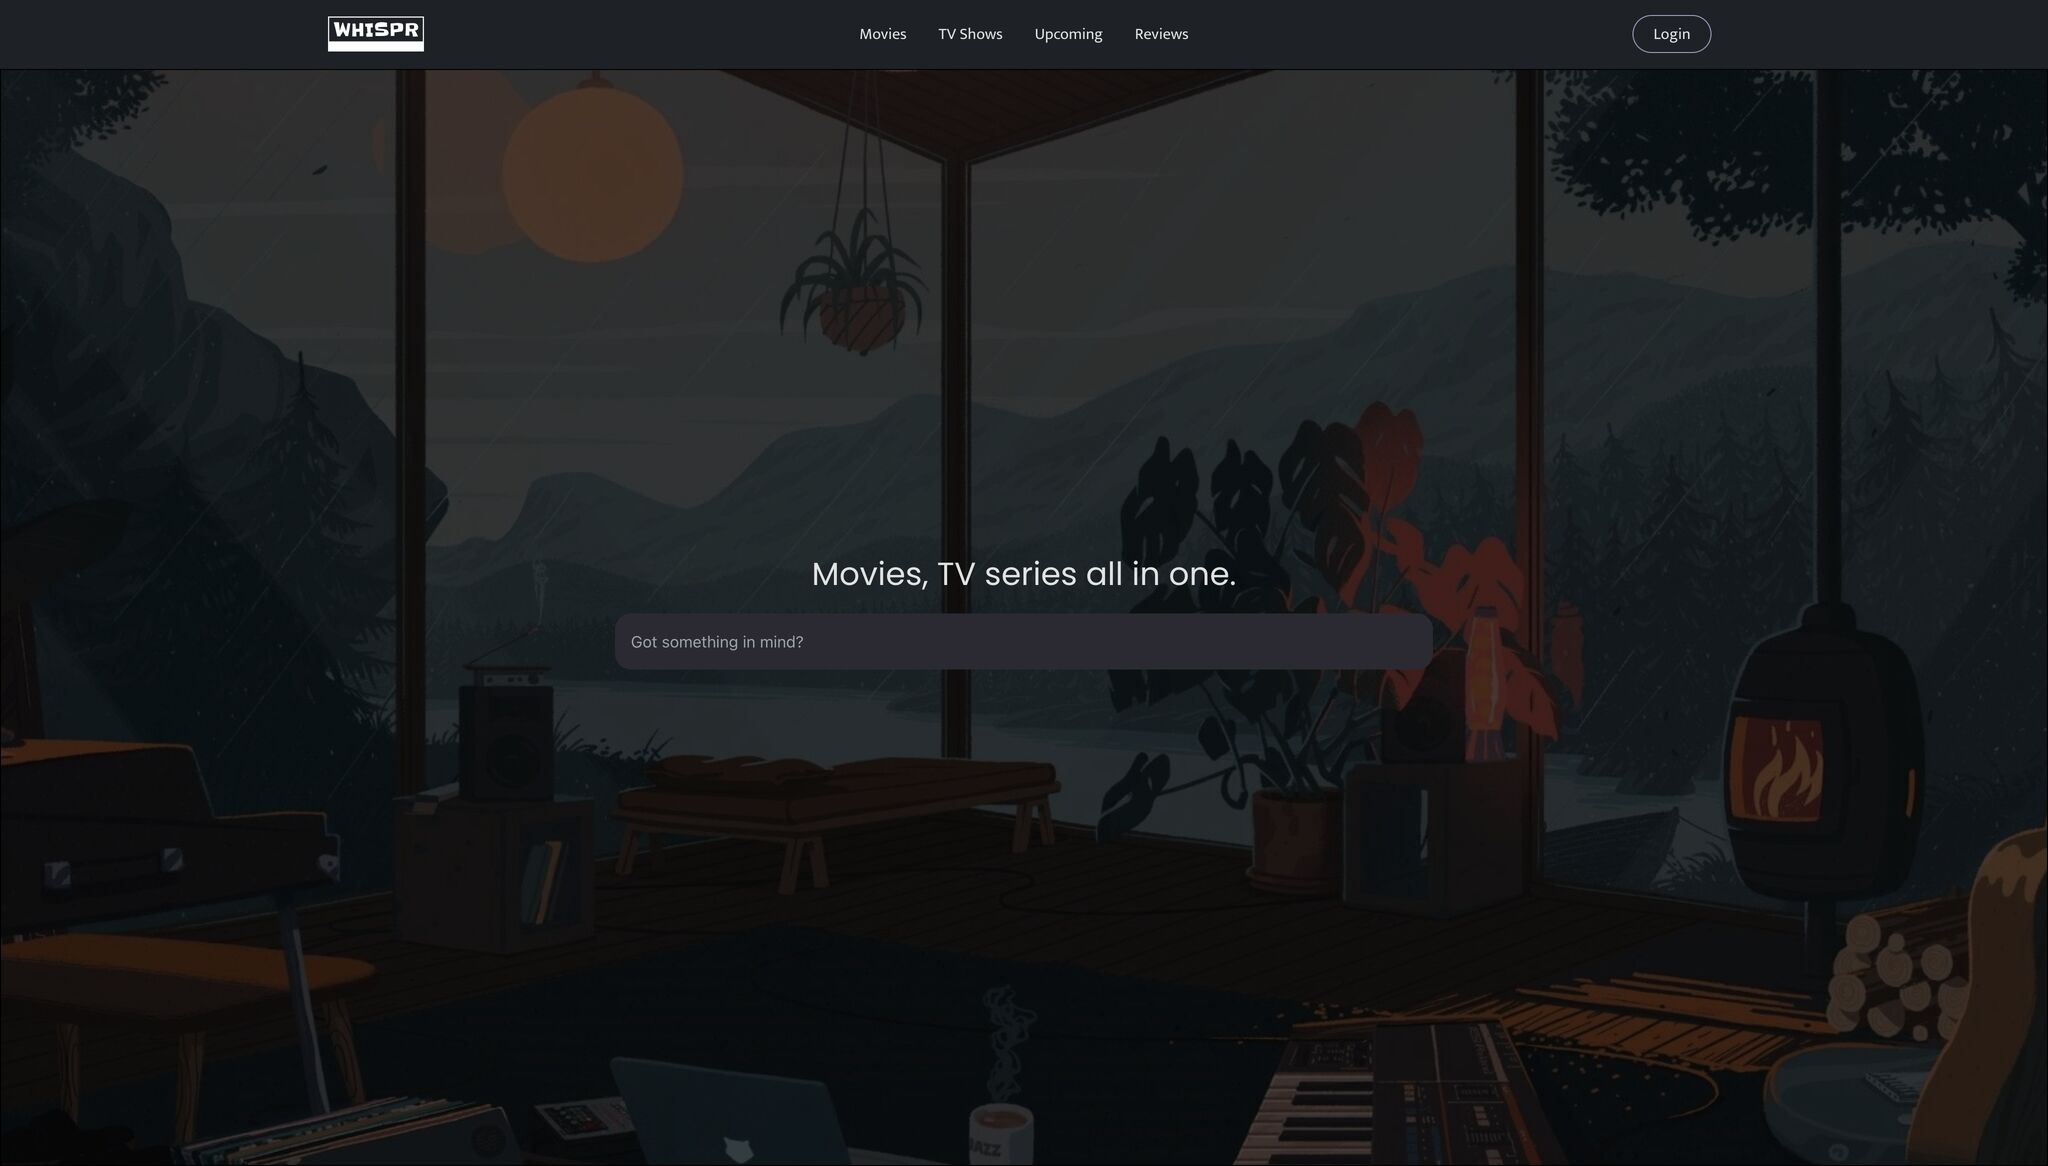 WHISPR
Movies
TV Shows
Upcoming
Reviews
Login
Movies, TV series all in one.
Got something in mind?
JAZZ